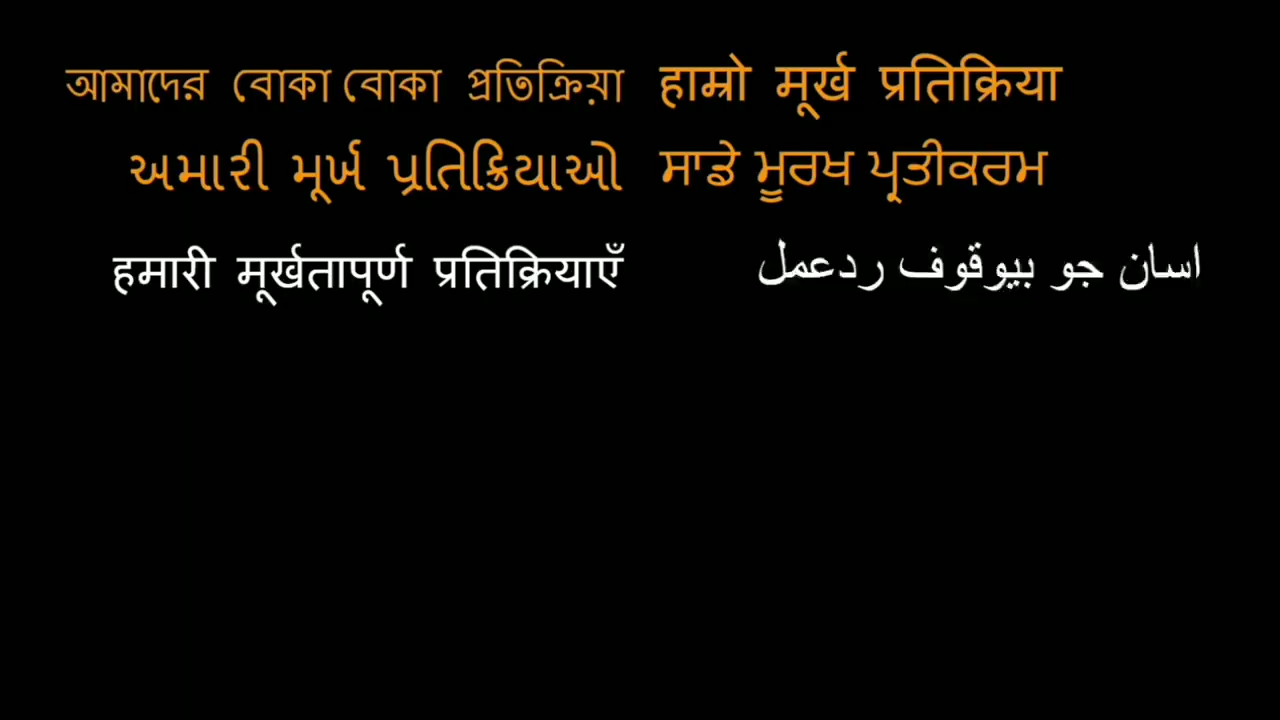 আমাদের বোকা বোকা প্রতিক্রিয়া हाम्रो मूर्ख प्रतिक्रिया
અમારી મૂર્ખ પ્રતિક્રિયાઓ ਸਾਡੇ ਮੂਰਖ ਪ੍ਰਤੀਕਰਮ
हमारी मूर्खतापूर्ण प्रतिक्रियाएँ اسان جو بيوقوف ردعمل